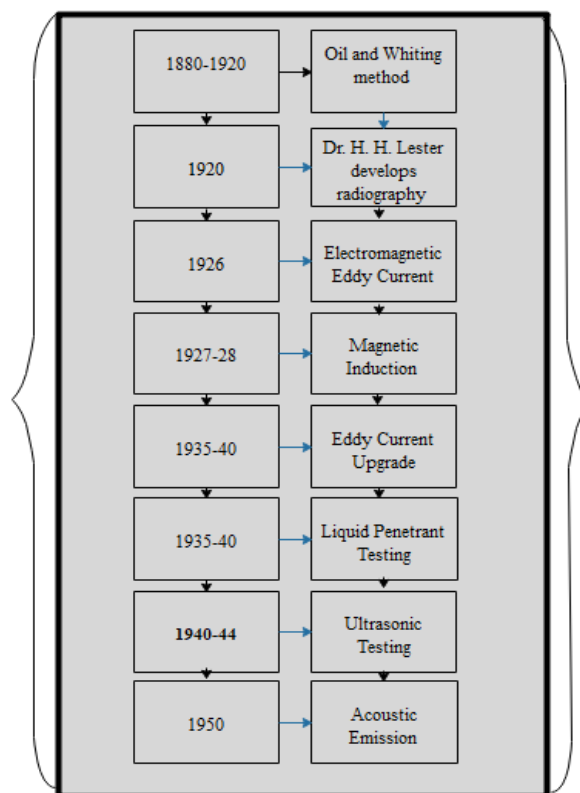 1880-1920
Oil and Whiting
method
1920
Dr. H. H. Lester
develops
radiography
1926
Electromagnetic
Eddy Current
1927-28
Magnetic
Induction
1935-40
Eddy Current
Upgrade
1935-40
Liquid Penetrant
Testing
1940-44
Ultrasonic
Testing
1950
Acoustic
Emission